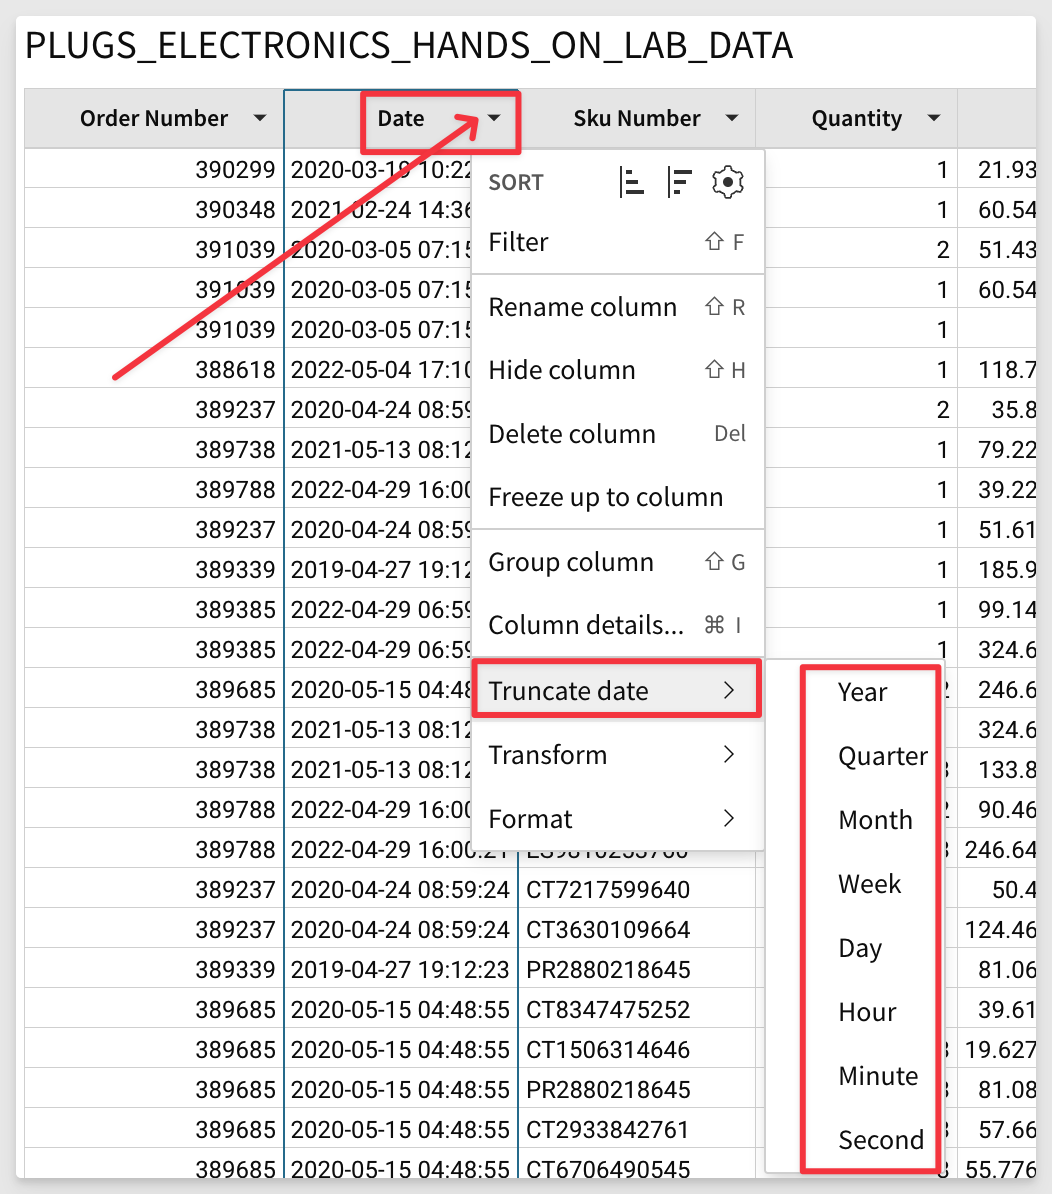 PLUGS_ELECTRONICS_HANDS_ON_LAB_DATA
Order Number Date Sku Number Quantity
390299 2020-03-19 10:22 1 21.93
SORT
390348 2021-02-24 14:36 1 60.54
Filter ⇧ F
391039 2020-03-05 07:15 2 51.43
391039 2020-03-05 07:15 1 60.54
Rename column ⇧ R
391039 2020-03-05 07:15 1
388618 2022-05-04 17:10 1 118.7
Hide column ⇧ H
389237 2020-04-24 08:59 2 35.8
Delete column Del
389738 2021-05-13 08:12 1 79.22
389788 2022-04-29 16:00 1 39.22
Freeze up to column
389237 2020-04-24 08:59 1 51.61
389339 2019-04-27 19:12 1 185.9
Group column ⇧ G
389385 2022-04-29 06:59 1 99.14
Column details... ⌘ I
389385 2022-04-29 06:59 1 324.6
389685 2020-05-15 04:48 2 246.6
Truncate date Year
389738 2021-05-13 08:12 324.6
Transform Quarter
389738 2021-05-13 08:12 133.8
389788 2022-04-29 16:00 2 90.46
Format Month
389788 2022-04-29 16:00:21 246.64
389237 2020-04-24 08:59:24 CT7217599640 50.4
Week
389237 2020-04-24 08:59:24 CT3630109664 124.46
Day
389339 2019-04-27 19:12:23 PR2880218645 81.06
389685 2020-05-15 04:48:55 CT8347475252 39.61
Hour
389685 2020-05-15 04:48:55 CT1506314646 19.627
389685 2020-05-15 04:48:55 PR2880218645 81.08
Minute
389685 2020-05-15 04:48:55 CT2933842761 57.66
Second
389685 2020-05-15 04:48:55 CT6706490545 55.776